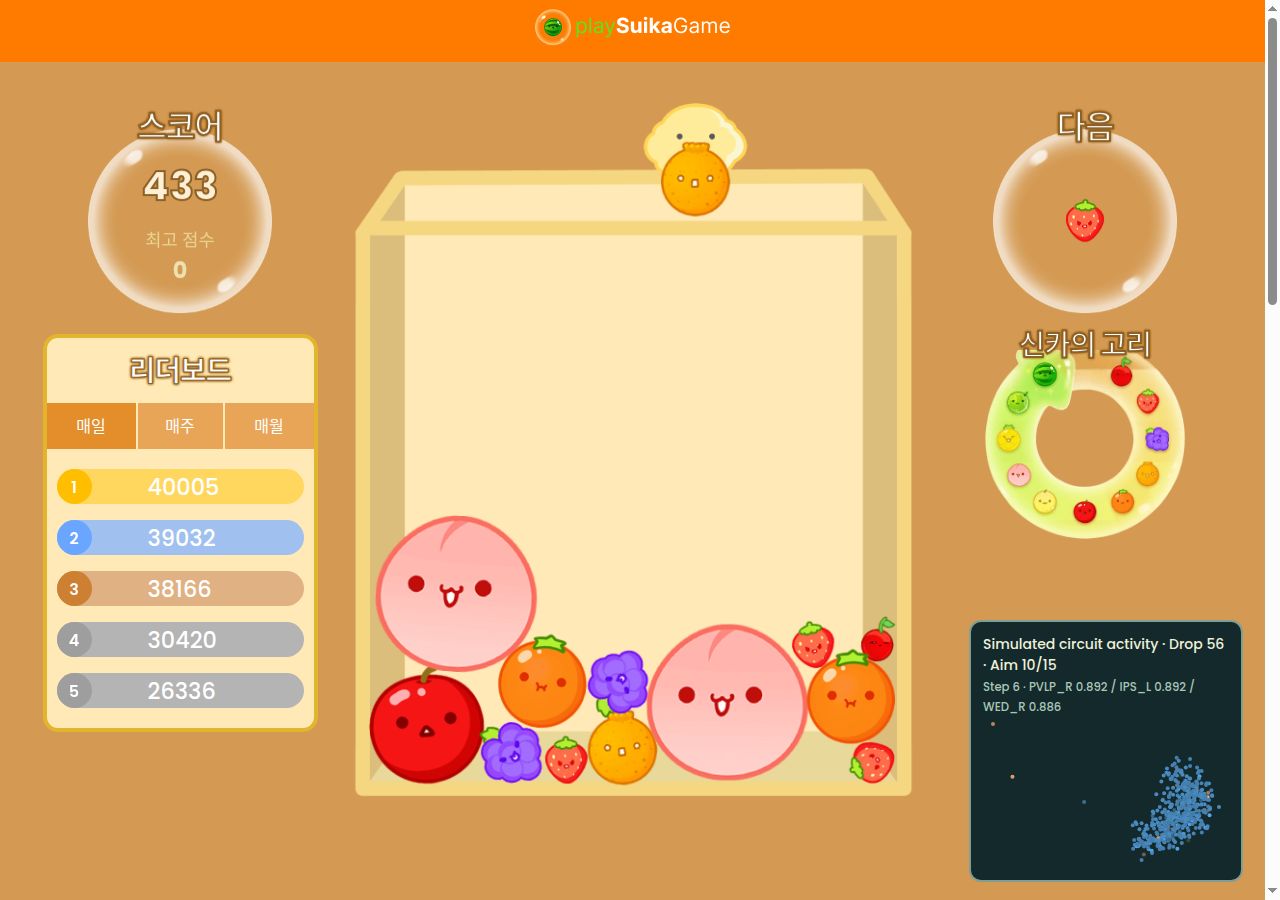 playSuikaGame
스코어
433
최고 점수
0
다음
신카의 고리
리더보드
매일 매주 매월
1 40005
2 39032
3 38166
4 30420
5 26336
Simulated circuit activity · Drop 56
· Aim 10/15
Step 6 · PVLP_R 0.892 / IPS_L 0.892 /
WED_R 0.886